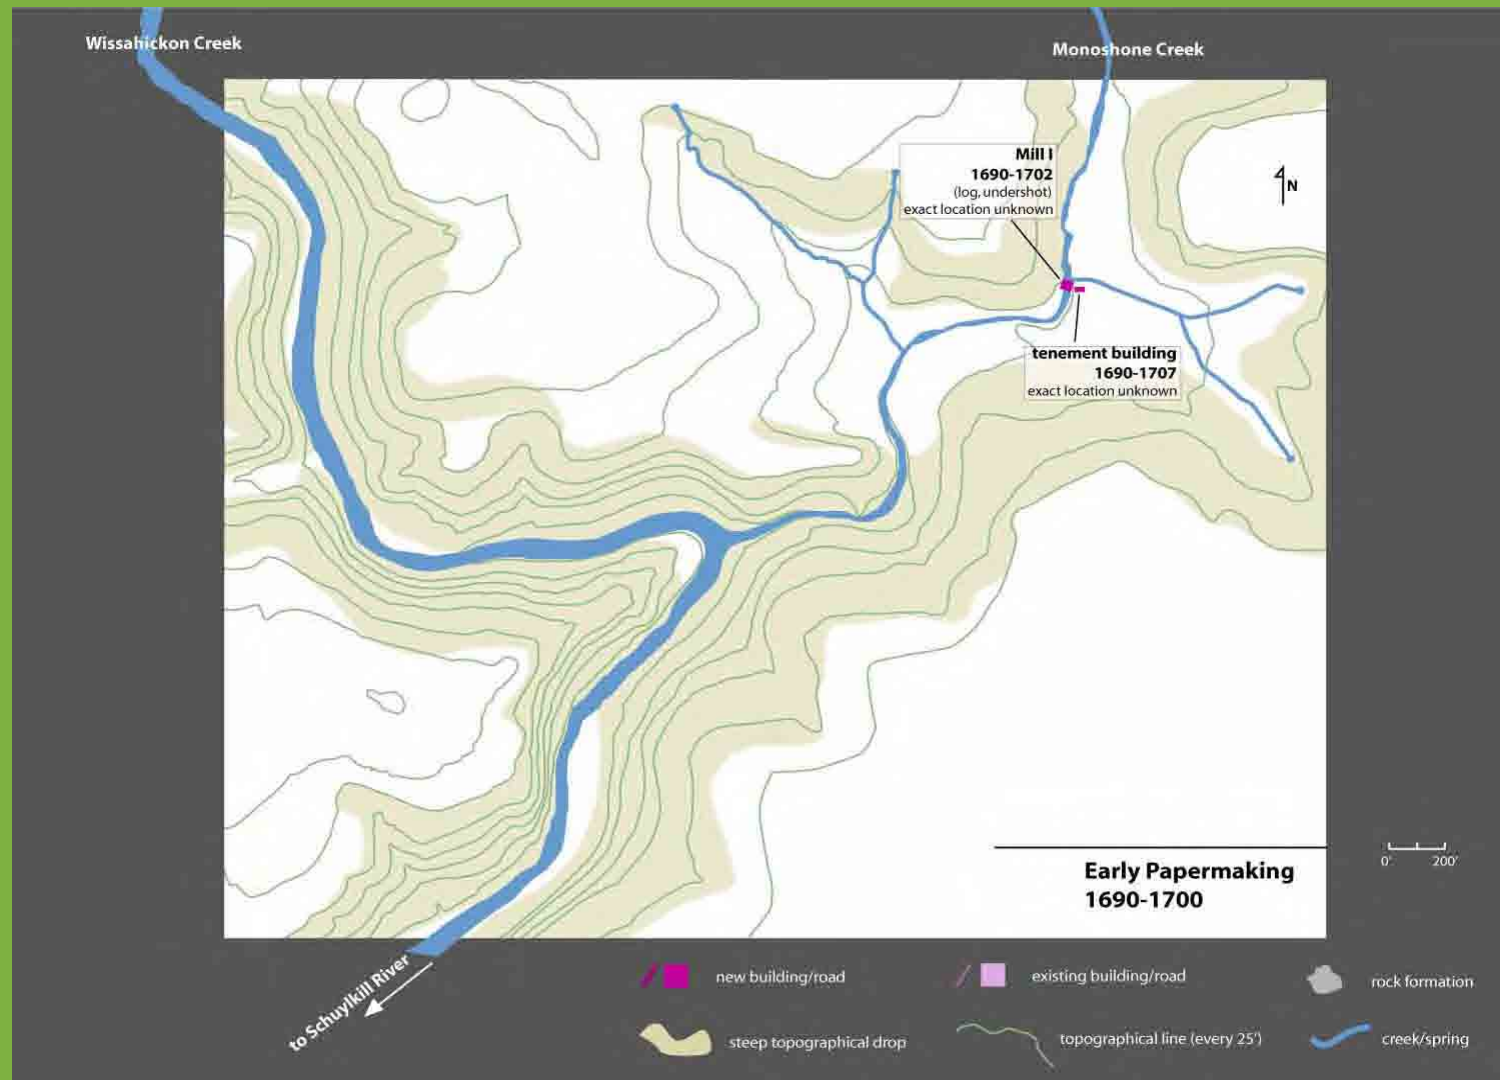 Wissahickon Creek
Monoshone Creek
Mill I
1690-1702
(log, undershot)
exact location unknown
N
tenement building
1690-1707
exact location unknown
Early Papermaking
1690-1700
0' 200'
to Schuylkill River
new building/road
existing building/road
rock formation
steep topographical drop
topographical line (every 25')
creek/spring